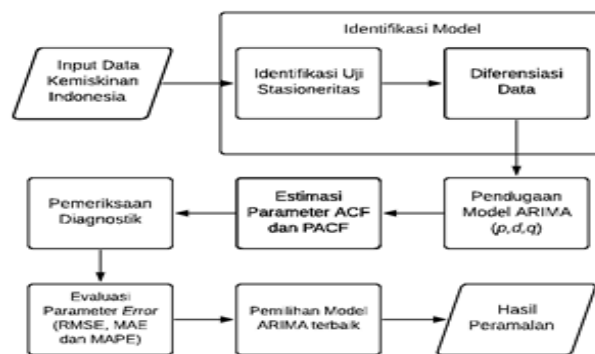 Identifikasi Model
Input Data
Kemiskinan
Indonesia
Identifikasi Uji
Stasioneritas
Diferensiasi
Data
Pendugaan
Model ARIMA
(p,d,q)
Estimasi
Parameter ACF
dan PACF
Pemeriksaan
Diagnostik
Evaluasi
Parameter Error
(RMSE, MAE
dan MAPE)
Pemilihan Model
ARIMA terbaik
Hasil
Peramalan